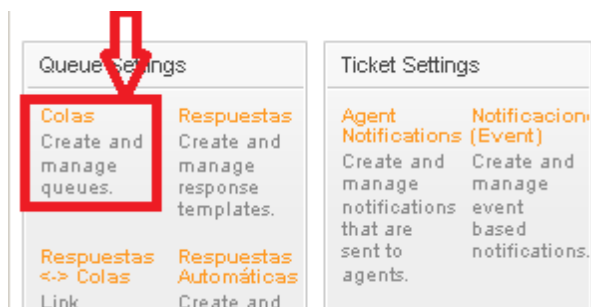 Queue Settings
Colas
Create and
manage
queues.
Respuestas
Create and
manage
response
templates.
Respuestas
<-> Colas
Link
Respuestas
Automáticas
Create and
Ticket Settings
Agent
Notifications
Create and
manage
notifications
that are
sent to
agents.
Notificacion
(Event)
Create and
manage
event
based
notifications.